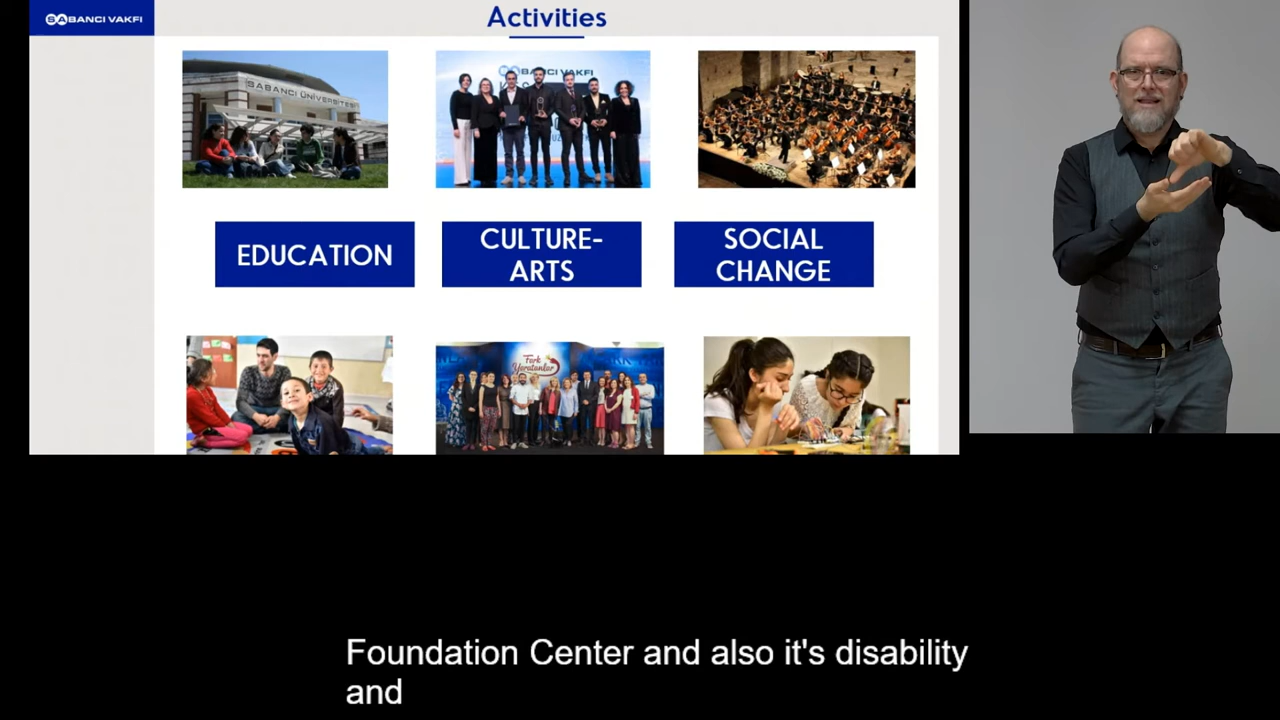 SABANCI VAKFI
Activities
SABANCI ÜNİVERSİTESİ
SABANCI VAKFI
EDUCATION
CULTURE-
ARTS
SOCIAL
CHANGE
Fark
Yaratanlar
Foundation Center and also it's disability
and